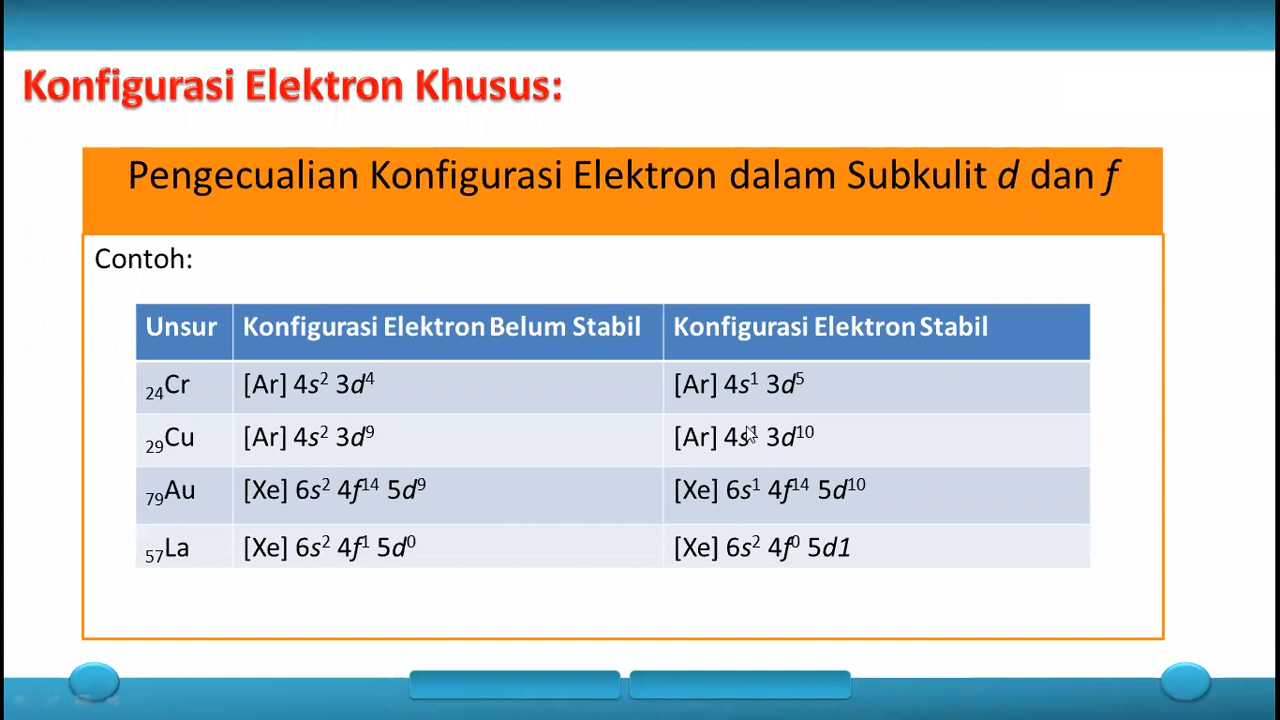 Konfigurasi Elektron Khusus:
Pengecualian Konfigurasi Elektron dalam Subkulit d dan f
Contoh:
Unsur Konfigurasi Elektron Belum Stabil Konfigurasi Elektron Stabil
₂₄Cr [Ar] 4s² 3d⁴ [Ar] 4s¹ 3d⁵
₂₉Cu [Ar] 4s² 3d⁹ [Ar] 4s¹ 3d¹⁰
₇₉Au [Xe] 6s² 4f¹⁴ 5d⁹ [Xe] 6s¹ 4f¹⁴ 5d¹⁰
₅₇La [Xe] 6s² 4f¹ 5d⁰ [Xe] 6s² 4f⁰ 5d1